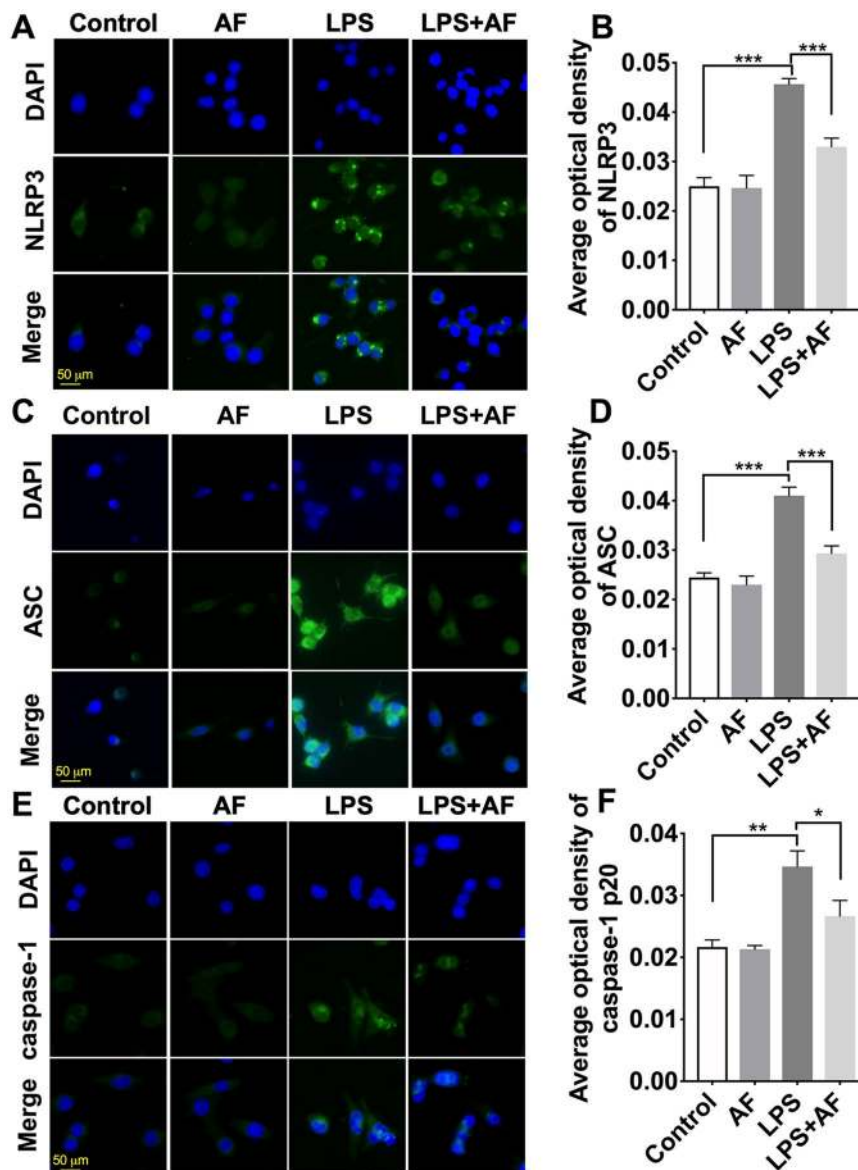 A
Control AF LPS LPS+AF
DAPI
NLRP3
Merge
50 μm
B
Average optical density
of NLRP3
*** ***
0.05
0.04
0.03
0.02
0.01
0.00
Control AF LPS LPS+AF
C
Control AF LPS LPS+AF
DAPI
ASC
Merge
50 μm
D
Average optical density
of ASC
*** ***
0.05
0.04
0.03
0.02
0.01
0.00
Control AF LPS LPS+AF
E
Control AF LPS LPS+AF
DAPI
caspase-1
Merge
50 μm
F
Average optical density of
caspase-1 p20
** *
0.04
0.03
0.02
0.01
0.00
Control AF LPS LPS+AF